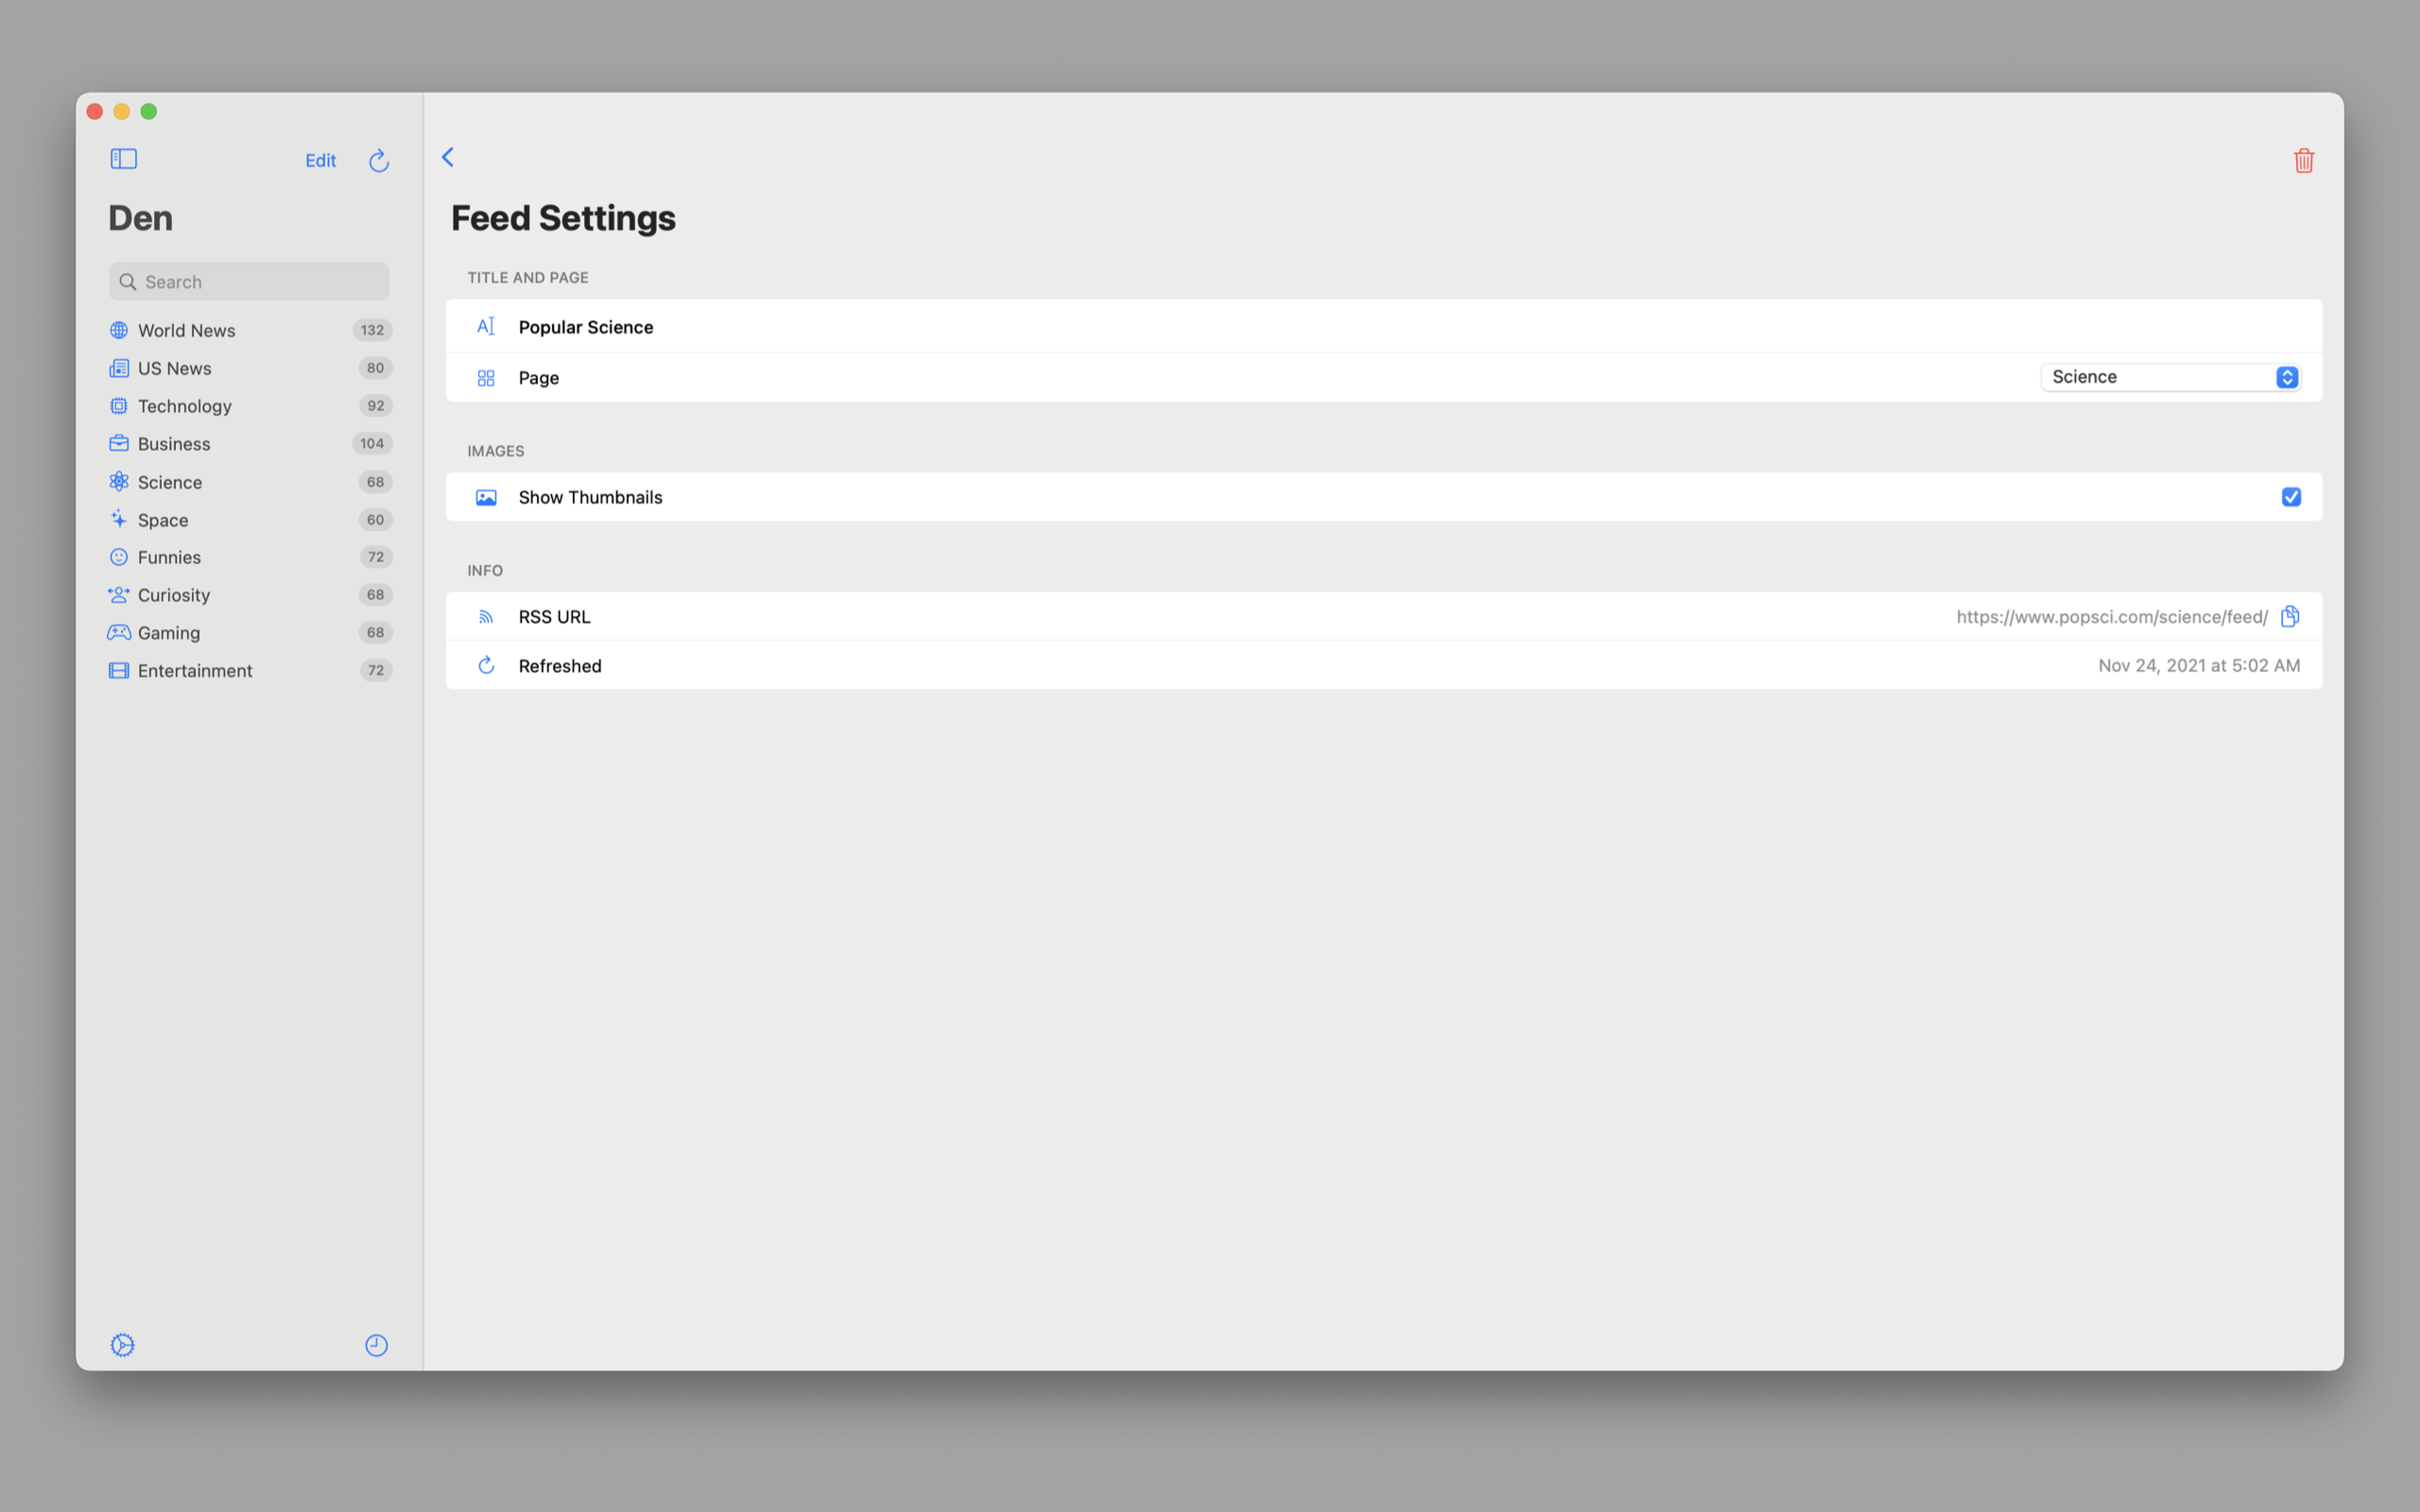 Edit
Den
Search
World News 132
US News 80
Technology 92
Business 104
Science 68
Space 60
Funnies 72
Curiosity 68
Gaming 68
Entertainment 72
Feed Settings
TITLE AND PAGE
Popular Science
Page Science
IMAGES
Show Thumbnails
INFO
RSS URL https://www.popsci.com/science/feed/
Refreshed Nov 24, 2021 at 5:02 AM